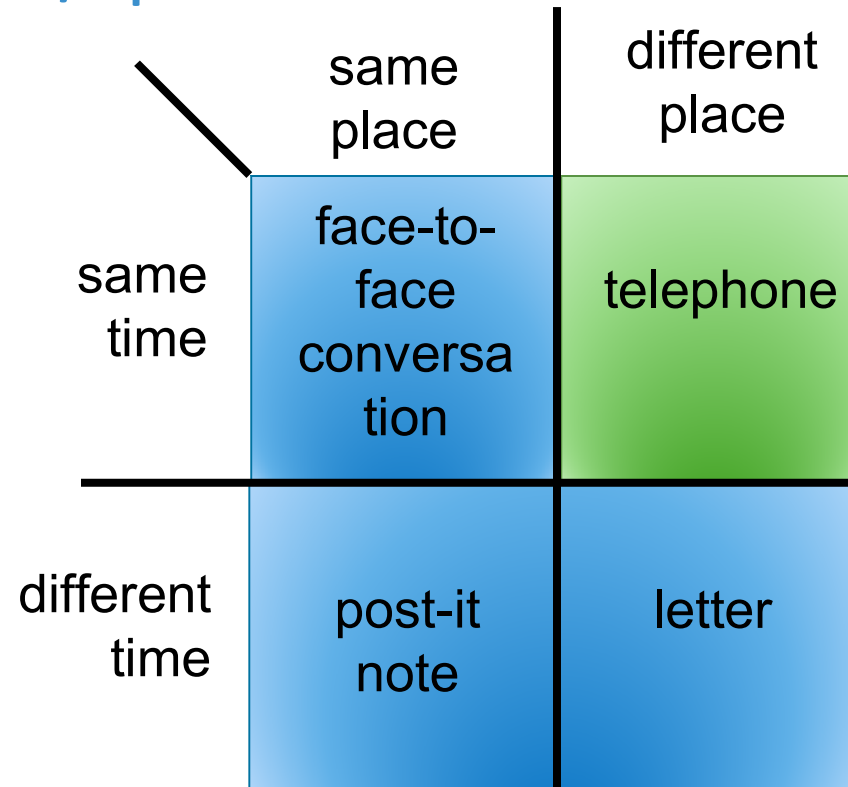 same
place
different
place
same
time
face-to-
face
conversa
tion
telephone
different
time
post-it
note
letter